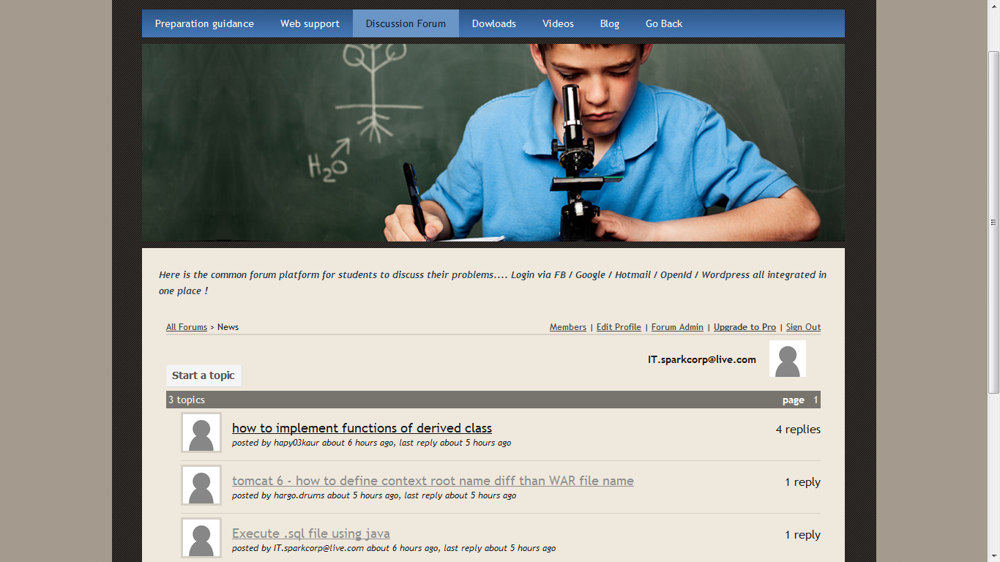 Preparation guidance Web support Discussion Forum Dowloads Videos Blog Go Back
H2O
Here is the common forum platform for students to discuss their problems.... Login via FB / Google / Hotmail / OpenId / Wordpress all integrated in
one place !
All Forums > News Members | Edit Profile | Forum Admin | Upgrade to Pro | Sign Out
IT.sparkcorp@live.com
Start a topic
3 topics page 1
how to implement functions of derived class 4 replies
posted by hapy03kaur about 6 hours ago, last reply about 5 hours ago
tomcat 6 - how to define context root name diff than WAR file name 1 reply
posted by hargo.drums about 5 hours ago, last reply about 5 hours ago
Execute .sql file using java 1 reply
posted by IT.sparkcorp@live.com about 6 hours ago, last reply about 5 hours ago